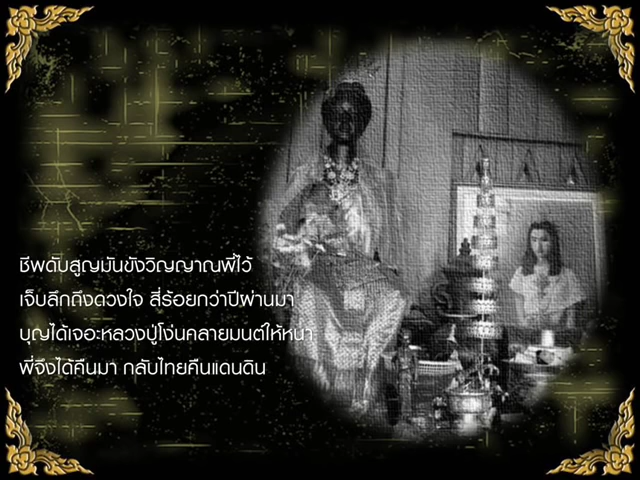 ชีพดับสูญมันขังวิญญาณพี่ไว้
เจ็บลึกถึงดวงใจ สี่ร้อยกว่าปีผ่านมา
บุญได้เจอะหลวงปู่โง่นคลายมนต์ให้หนา
พี่จึงได้คืนมา กลับไทยคืนแดนดิน